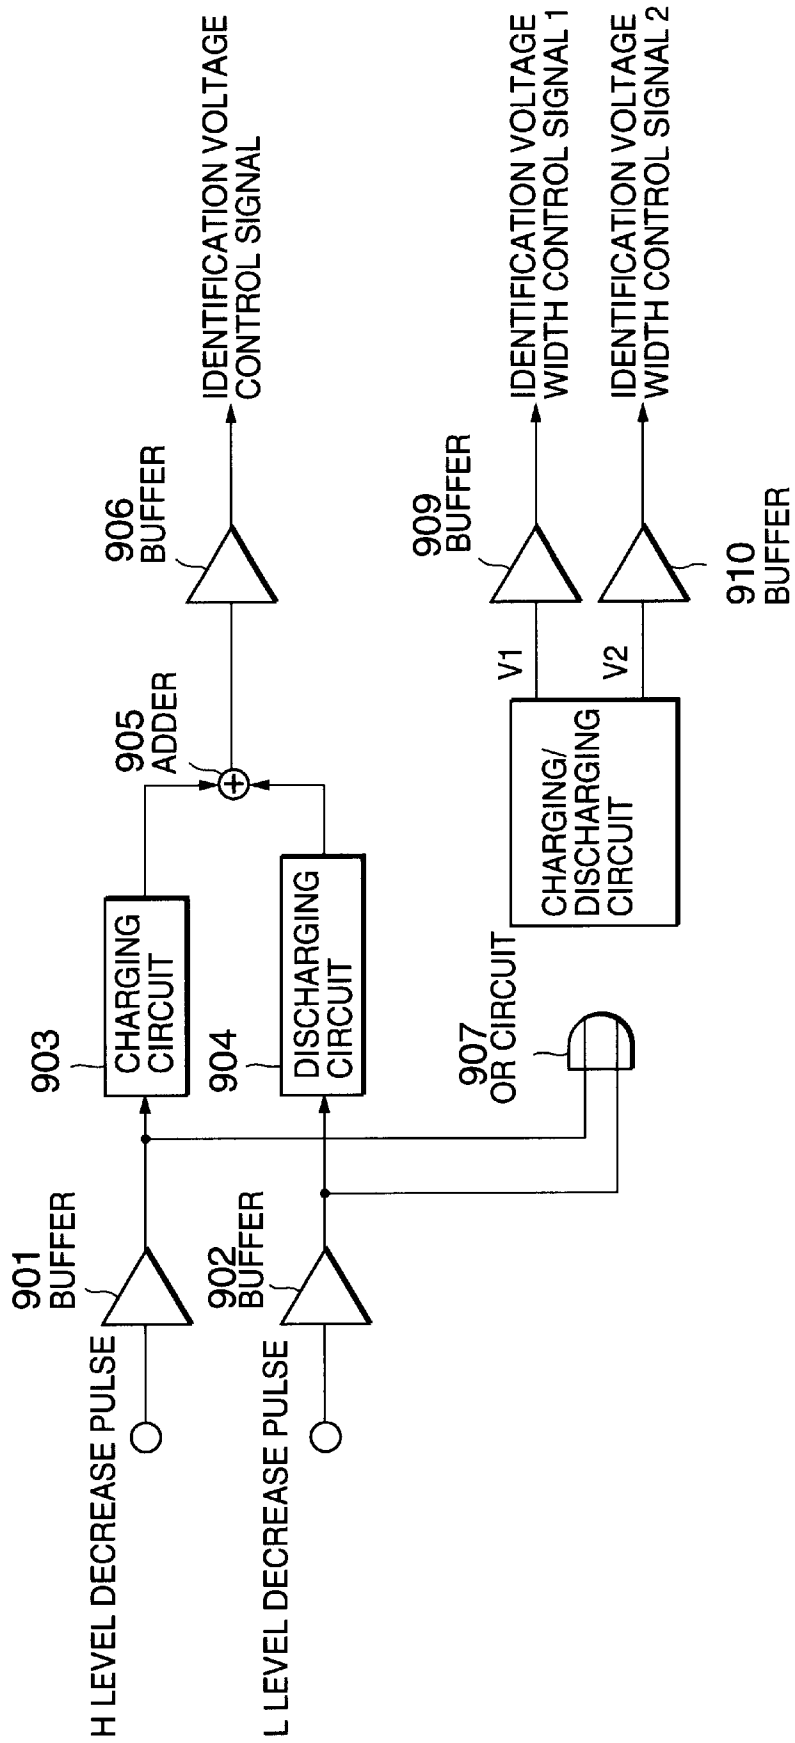 H LEVEL DECREASE PULSE
901
BUFFER
903
CHARGING
CIRCUIT
905
ADDER
906
BUFFER
IDENTIFICATION VOLTAGE
CONTROL SIGNAL
L LEVEL DECREASE PULSE
902
BUFFER
904
DISCHARGING
CIRCUIT
+
907
OR CIRCUIT
CHARGING/
DISCHARGING
CIRCUIT
V1
V2
909
BUFFER
IDENTIFICATION VOLTAGE
WIDTH CONTROL SIGNAL 1
910
BUFFER
IDENTIFICATION VOLTAGE
WIDTH CONTROL SIGNAL 2